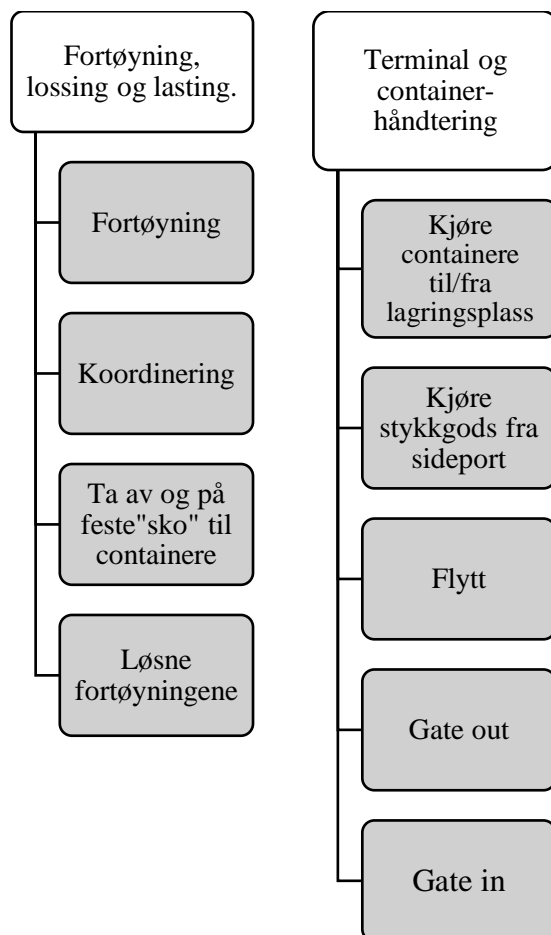 Fortøyning,
lossing og lasting.
Fortøyning
Koordinering
Ta av og på
feste"sko" til
containere
Løsne
fortøyningene
Terminal og
container-
håndtering
Kjøre
containere
til/fra
lagringsplass
Kjøre
stykkgods fra
sideport
Flytt
Gate out
Gate in